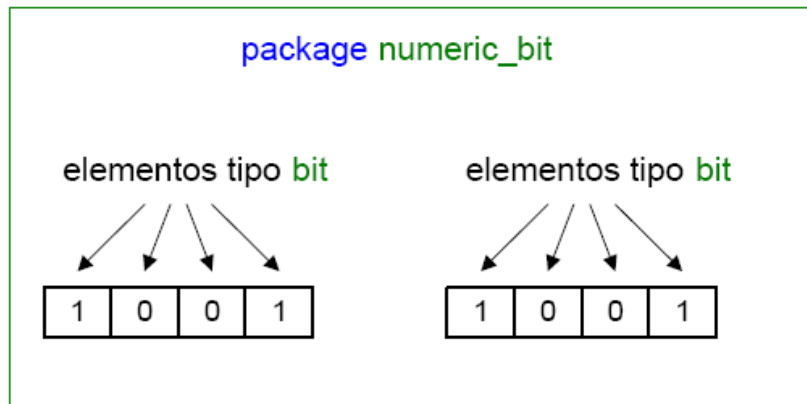 package numeric_bit
elementos tipo bit
elementos tipo bit
1 0 0 1
1 0 0 1